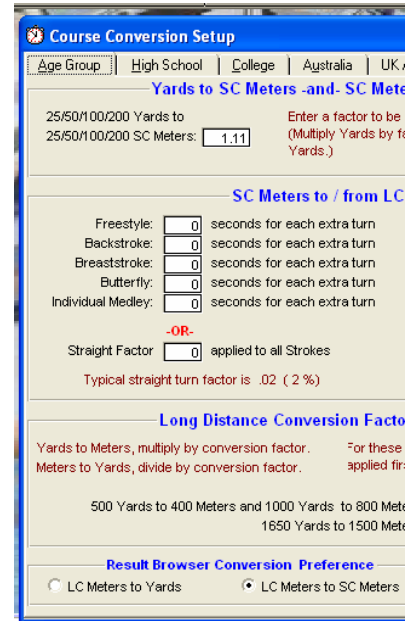 Course Conversion Setup
Age Group High School College Australia UK
Yards to SC Meters -and- SC Mete
25/50/100/200 Yards to
25/50/100/200 SC Meters: 1.11
Enter a factor to be
(Multiply Yards by fa
Yards.)
SC Meters to / from LC
Freestyle: 0 seconds for each extra turn
Backstroke: 0 seconds for each extra turn
Breaststroke: 0 seconds for each extra turn
Butterfly: 0 seconds for each extra turn
Individual Medley: 0 seconds for each extra turn
-OR-
Straight Factor 0 applied to all Strokes
Typical straight turn factor is .02 ( 2 %)
Long Distance Conversion Facto
Yards to Meters, multiply by conversion factor.
Meters to Yards, divide by conversion factor.
For these
applied firs
500 Yards to 400 Meters and 1000 Yards to 800 Mete
1650 Yards to 1500 Mete
Result Browser Conversion Preference
LC Meters to Yards LC Meters to SC Meters